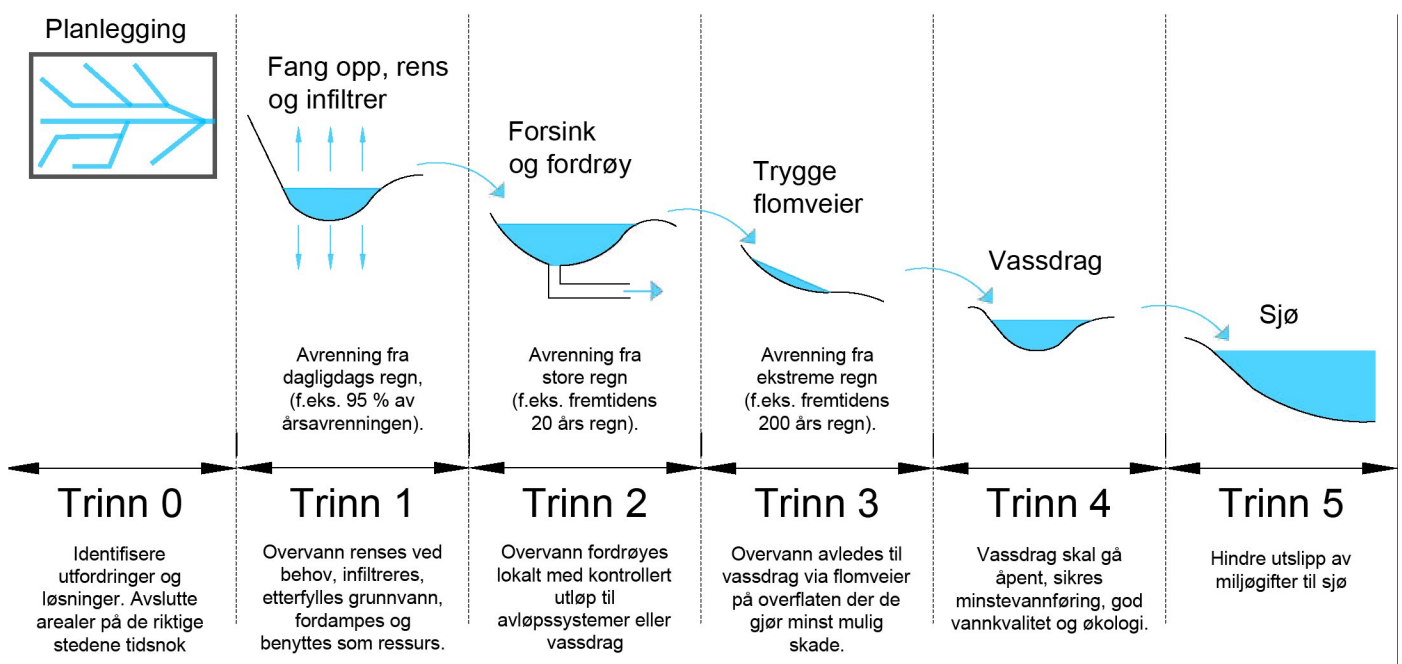 Planlegging
Fang opp, rens
og infiltrer
Forsink
og fordrøy
Trygge
flomveier
Vassdrag
Sjø
Avrenning fra
dagligdags regn,
(f.eks. 95 % av
årsavrenningen).
Avrenning fra
store regn
(f.eks. fremtidens
20 års regn).
Avrenning fra
ekstreme regn
(f.eks. fremtidens
200 års regn).
Trinn 0
Identifisere
utfordringer og
løsninger. Avslutte
arealer på de riktige
stedene tidsnok
Trinn 1
Overvann renses ved
behov, infiltreres,
etterfylles grunnvann,
fordampes og
benyttes som ressurs.
Trinn 2
Overvann fordrøyes
lokalt med kontrollert
utløp til
avløpssystemer eller
vassdrag
Trinn 3
Overvann avledes til
vassdrag via flomveier
på overflaten der de
gjør minst mulig
skade.
Trinn 4
Vassdrag skal gå
åpent, sikres
minstevannføring, god
vannkvalitet og økologi.
Trinn 5
Hindre utslipp av
miljøgifter til sjø